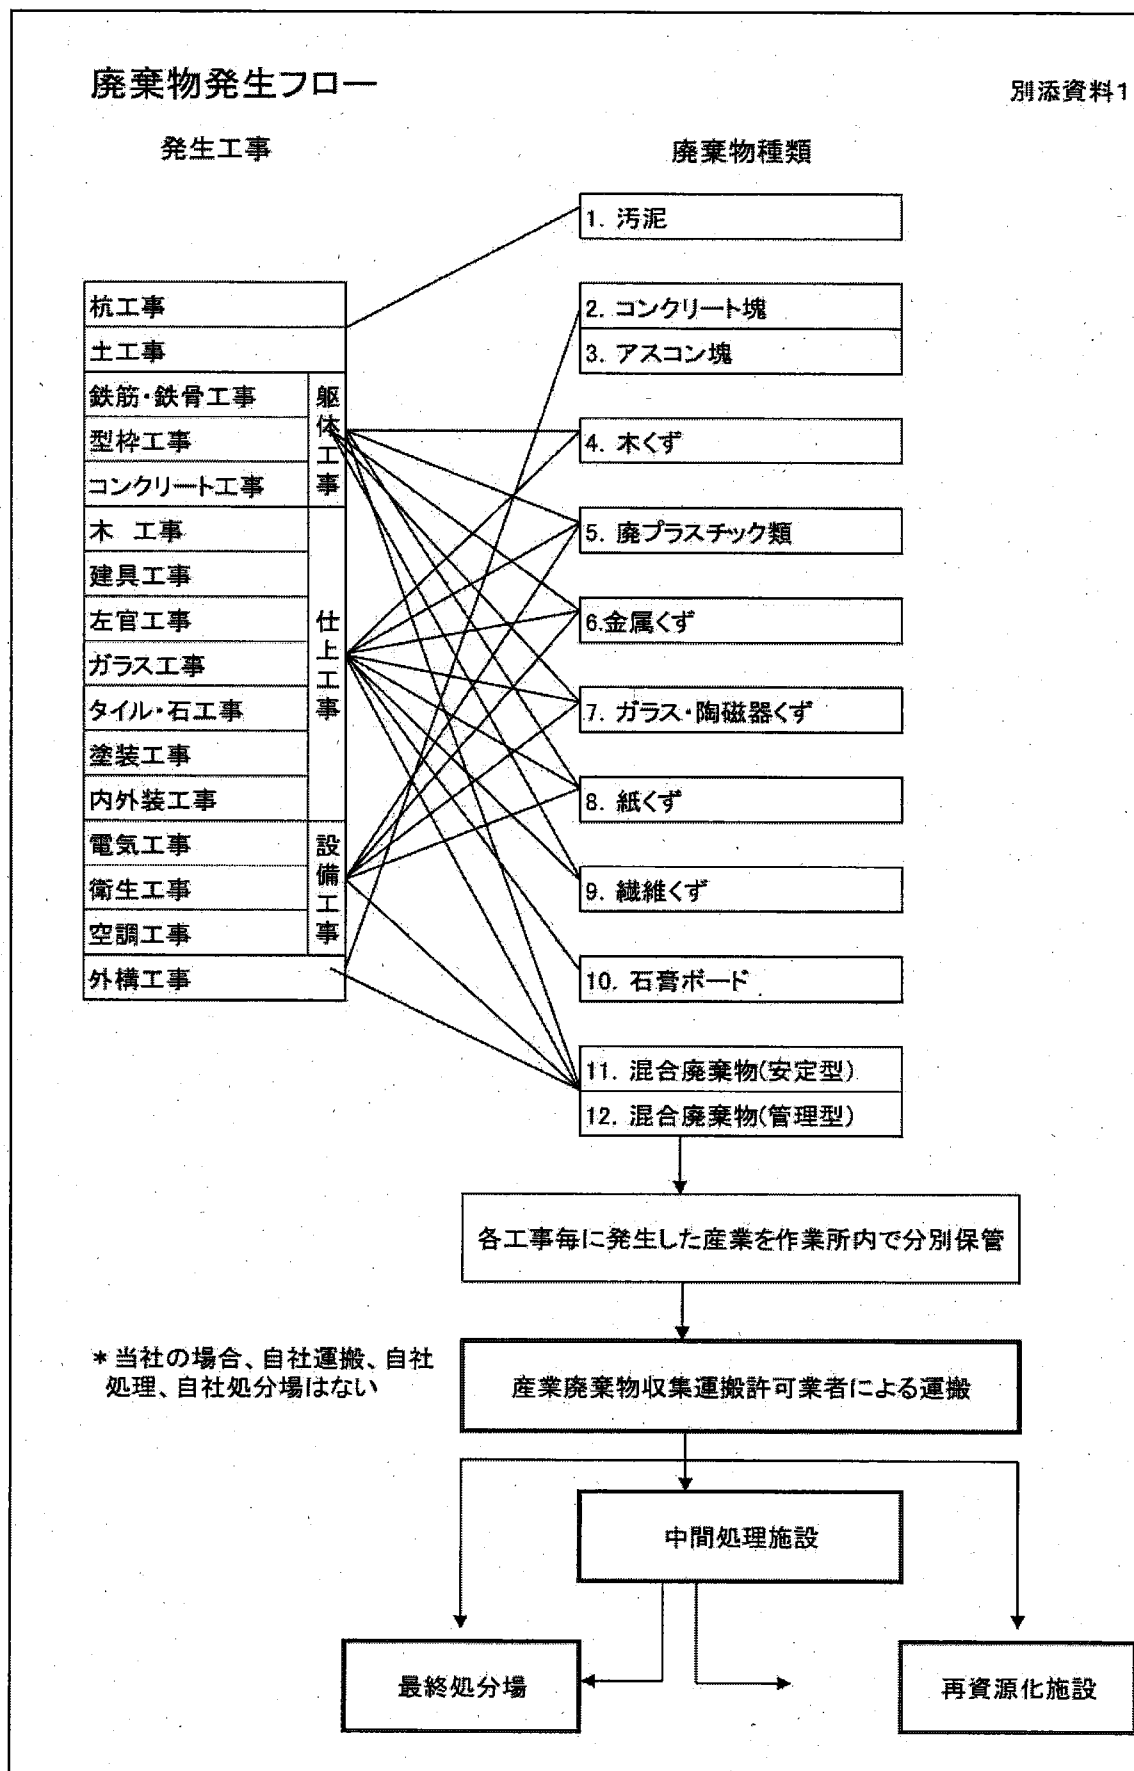 廃棄物発生フロー
別添資料1
発生工事
廃棄物種類
1. 汚泥
杭工事
土工事
鉄筋・鉄骨工事
型枠工事
コンクリート工事
躯体工事
木 工事
建具工事
左官工事
ガラス工事
タイル・石工事
塗装工事
内外装工事
仕上工事
電気工事
衛生工事
空調工事
設備工事
外構工事
2. コンクリート塊
3. アスコン塊
4. 木くず
5. 廃プラスチック類
6.金属くず
7. ガラス・陶磁器くず
8. 紙くず
9. 繊維くず
10. 石膏ボード
11. 混合廃棄物(安定型)
12. 混合廃棄物(管理型)
各工事毎に発生した産業を作業所内で分別保管
*当社の場合、自社運搬、自社
処理、自社処分場はない
産業廃棄物収集運搬許可業者による運搬
中間処理施設
最終処分場
再資源化施設